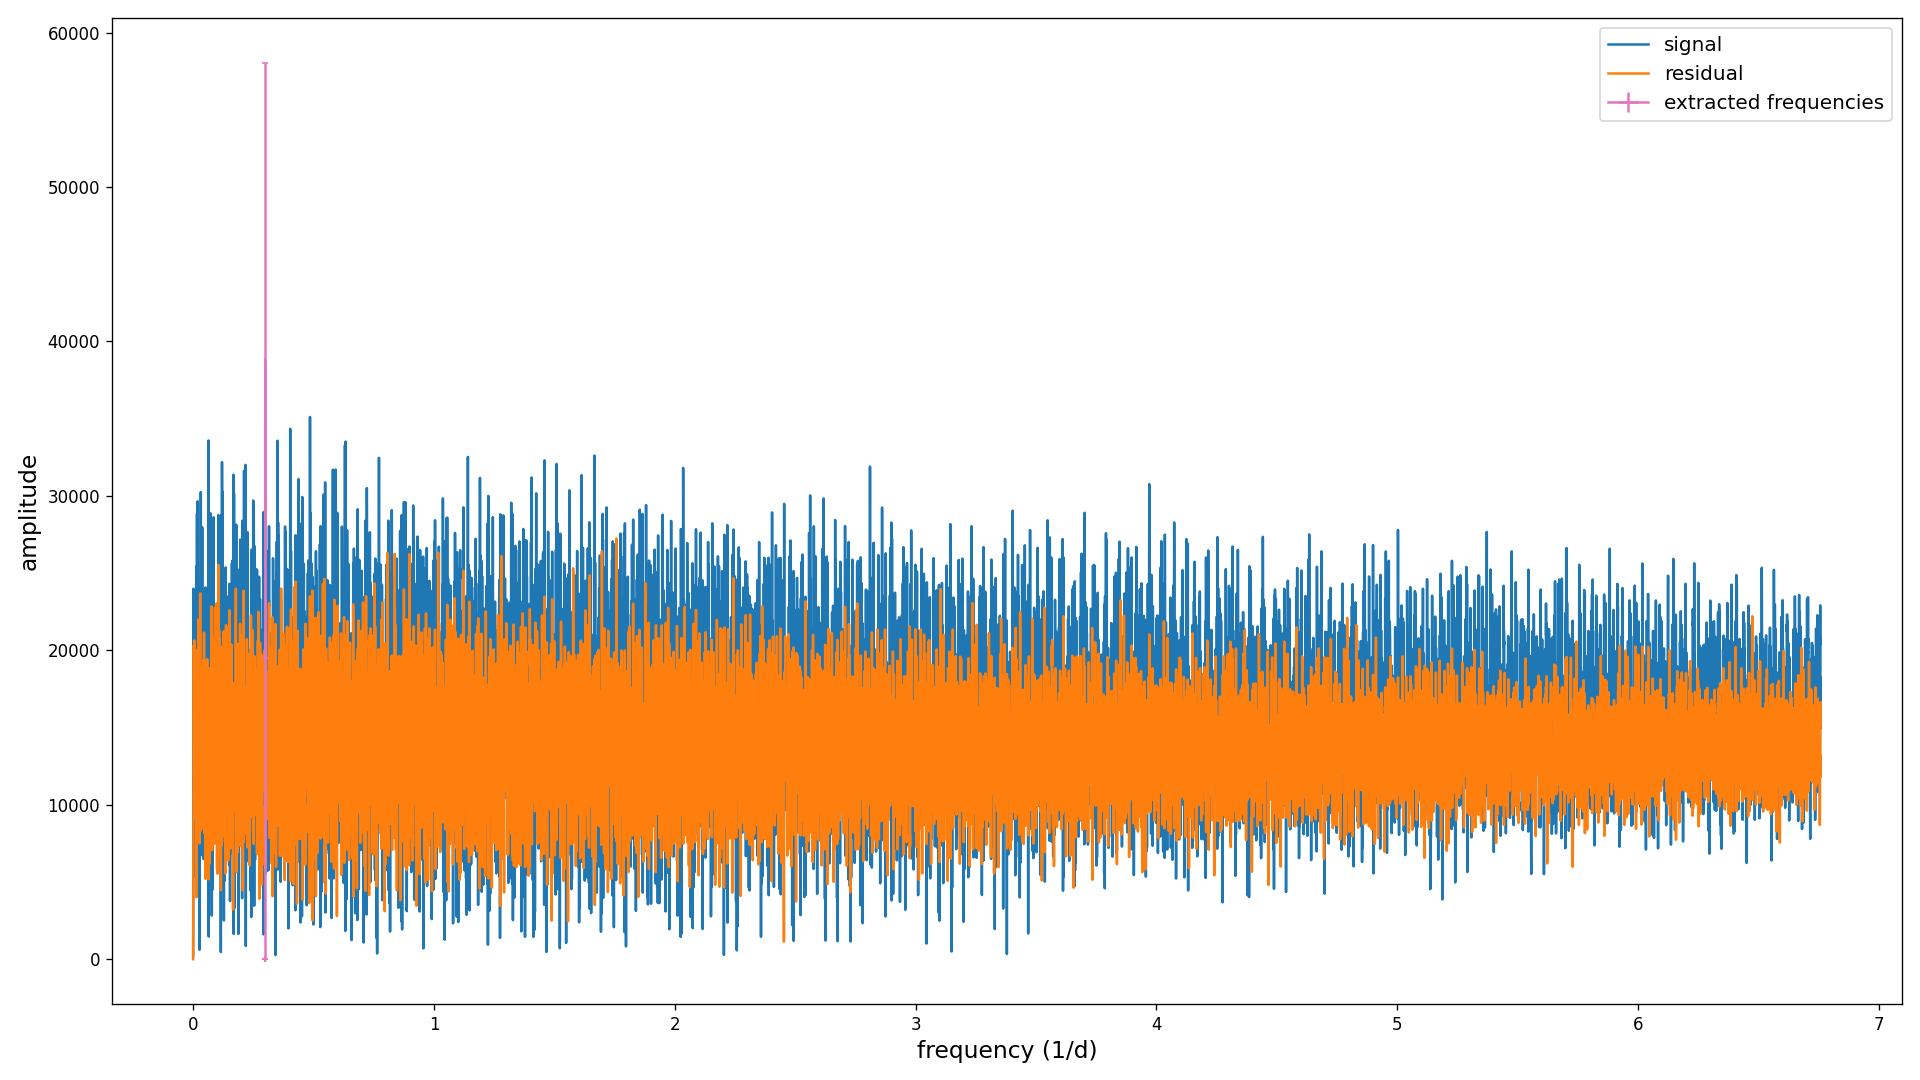 60000
50000
40000
30000
20000
10000
0
amplitude
0 1 2 3 4 5 6 7
frequency (1/d)
signal
residual
extracted frequencies